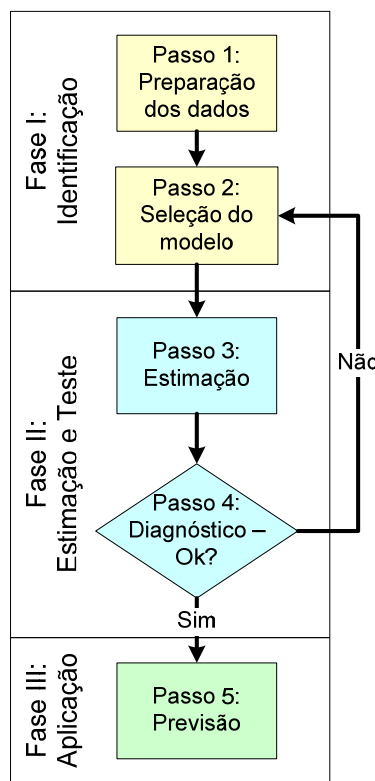 Fase I:
Identificação
Passo 1:
Preparação
dos dados
Passo 2:
Seleção do
modelo
Fase II:
Estimação e Teste
Passo 3:
Estimação
Não
Passo 4:
Diagnóstico –
Ok?
Sim
Fase III:
Aplicação
Passo 5:
Previsão